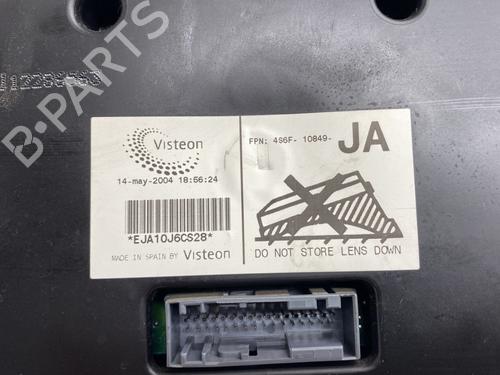 B-PARTS
Visteon
FPN: 4S6F- 10849- JA
14-may-2004 18:56:24
*EJA10J6CS28*
MADE IN SPAIN BY Visteon
DO NOT STORE LENS DOWN